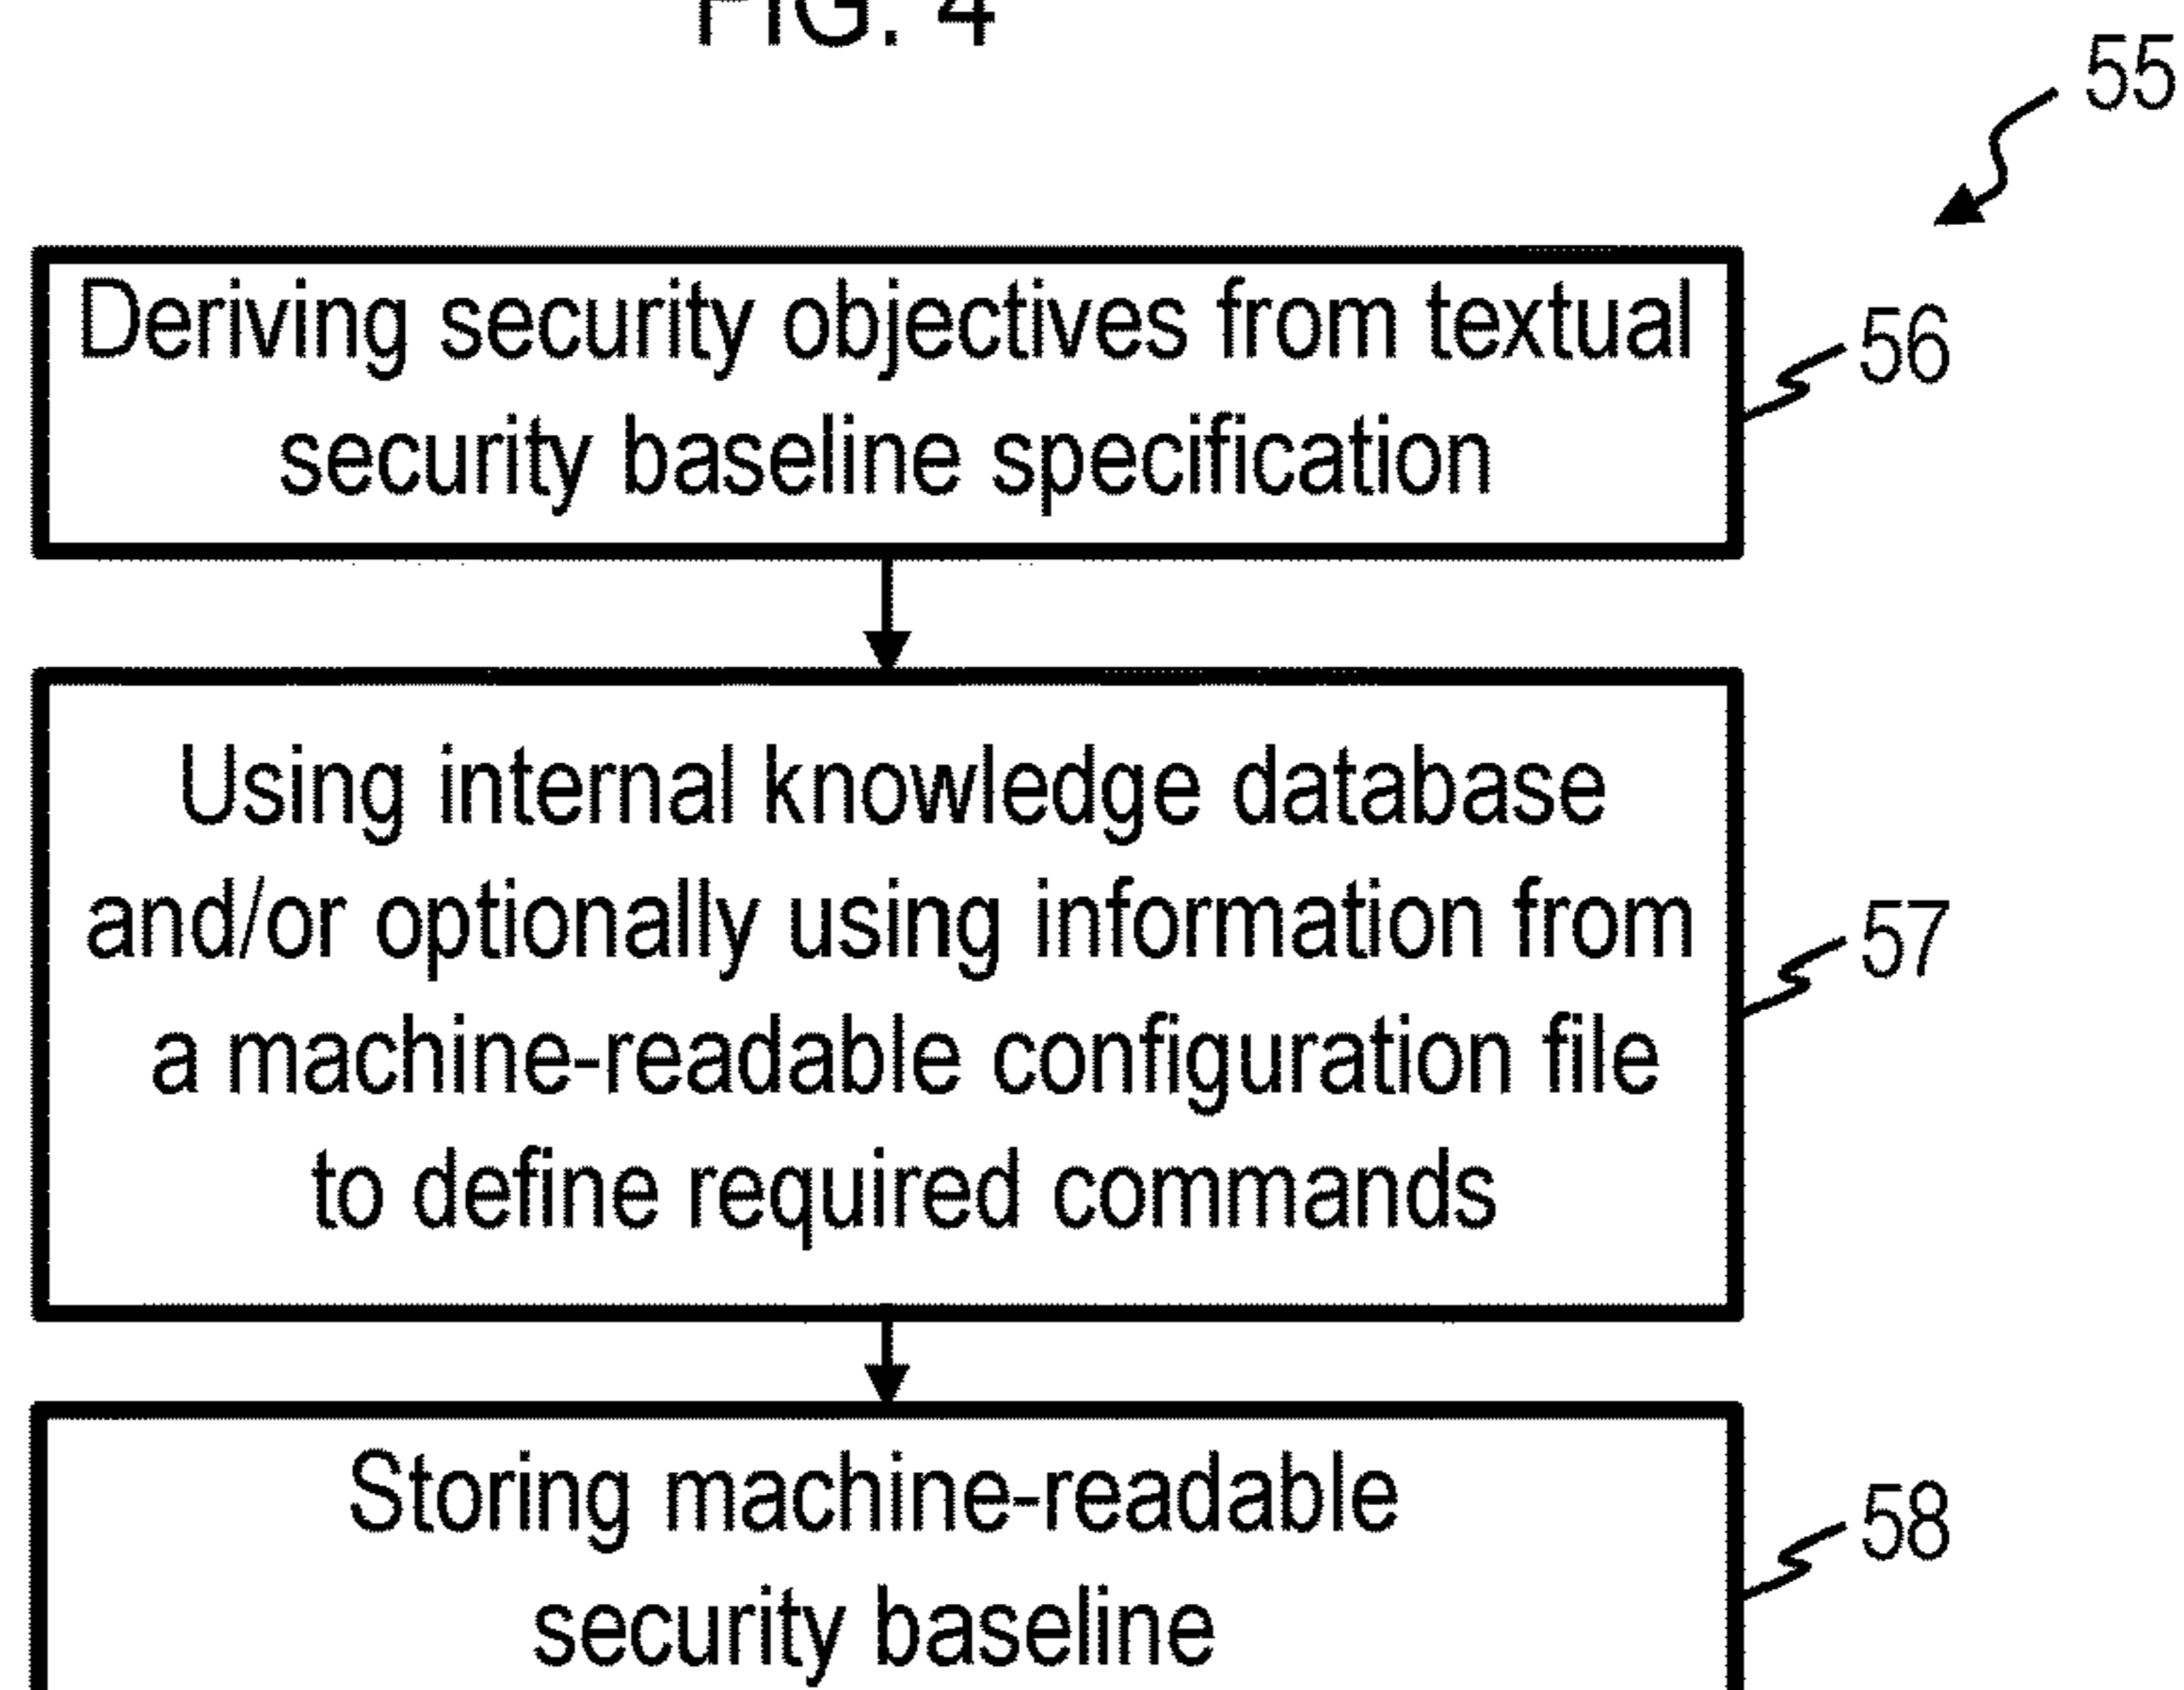 FIG. 4
55
Deriving security objectives from textual
security baseline specification
56
Using internal knowledge database
and/or optionally using information from
a machine-readable configuration file
to define required commands
57
Storing machine-readable
security baseline
58